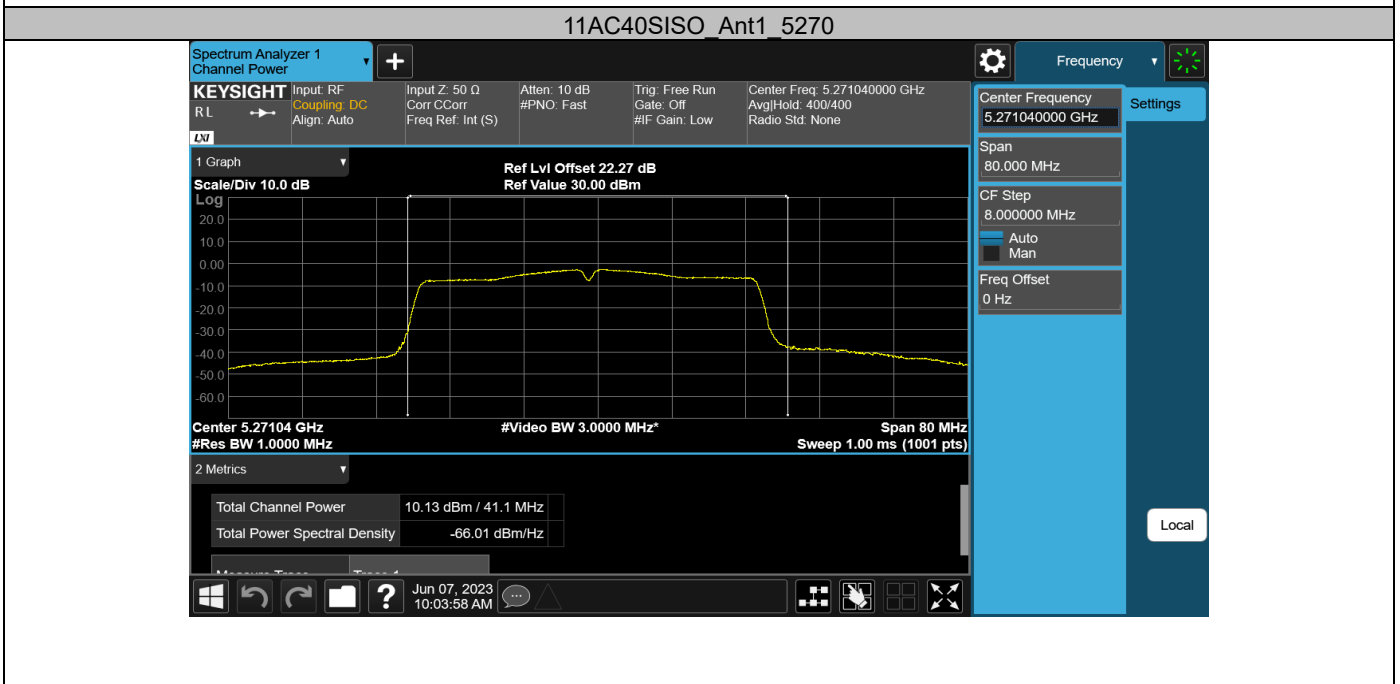 11AC40SISO_Ant1_5270
Spectrum Analyzer 1
Channel Power
Frequency
KEYSIGHT
R L
LXI
Input: RF
Coupling: DC
Align: Auto
Input Z: 50 Ω
Corr CCorr
Freq Ref: Int (S)
Atten: 10 dB
#PNO: Fast
Trig: Free Run
Gate: Off
#IF Gain: Low
Center Freq: 5.271040000 GHz
Avg|Hold: 400/400
Radio Std: None
Center Frequency
5.271040000 GHz
Settings
Span
80.000 MHz
CF Step
8.000000 MHz
Auto
Man
Freq Offset
0 Hz
Local
1 Graph
Scale/Div 10.0 dB
Ref Lvl Offset 22.27 dB
Ref Value 30.00 dBm
Log
20.0
10.0
0.00
-10.0
-20.0
-30.0
-40.0
-50.0
-60.0
Center 5.27104 GHz
#Res BW 1.0000 MHz
#Video BW 3.0000 MHz*
Span 80 MHz
Sweep 1.00 ms (1001 pts)
2 Metrics
Total Channel Power 10.13 dBm / 41.1 MHz
Total Power Spectral Density -66.01 dBm/Hz
Measure Trace Trace 1
?
Jun 07, 2023
10:03:58 AM